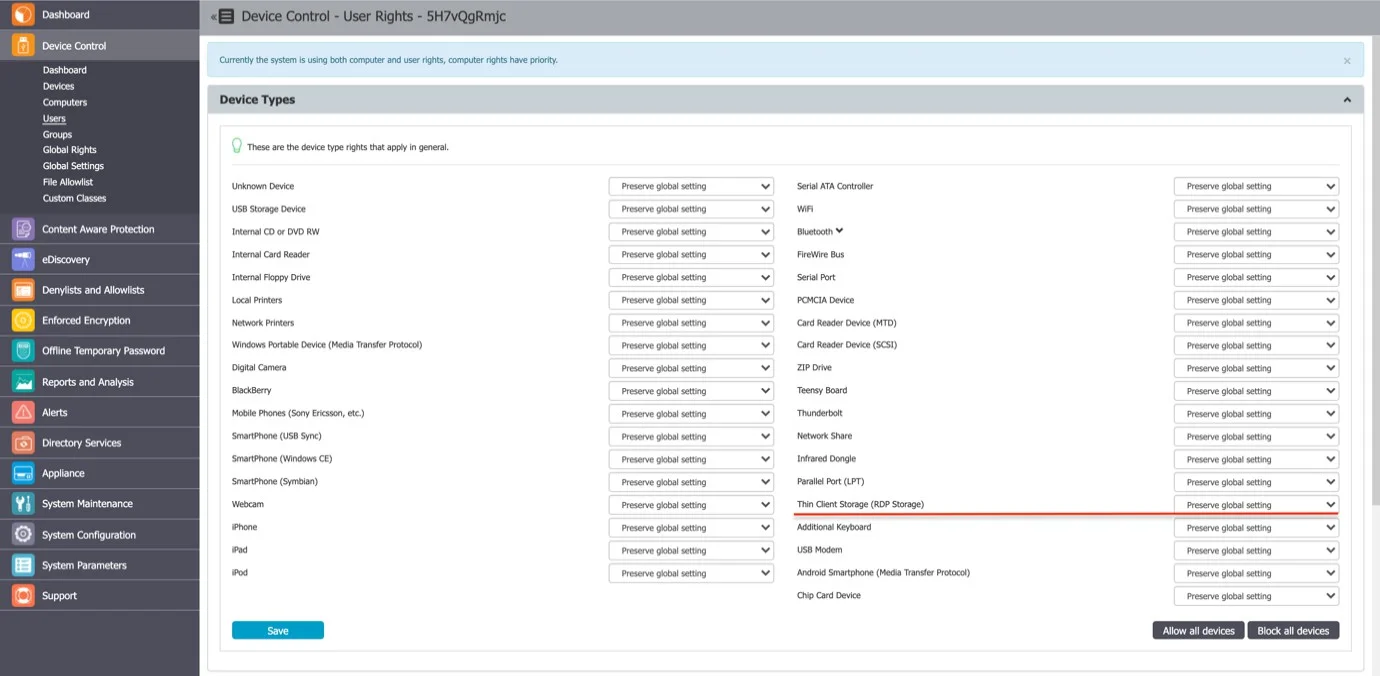 Dashboard
Device Control
Dashboard
Devices
Computers
Users
Groups
Global Rights
Global Settings
File Allowlist
Custom Classes
Content Aware Protection
eDiscovery
Denylists and Allowlists
Enforced Encryption
Offline Temporary Password
Reports and Analysis
Alerts
Directory Services
Appliance
System Maintenance
System Configuration
System Parameters
Support
Device Control - User Rights - 5H7vQgRmjc
Currently the system is using both computer and user rights, computer rights have priority.
Device Types
These are the device type rights that apply in general.
Unknown Device Preserve global setting
USB Storage Device Preserve global setting
Internal CD or DVD RW Preserve global setting
Internal Card Reader Preserve global setting
Internal Floppy Drive Preserve global setting
Local Printers Preserve global setting
Network Printers Preserve global setting
Windows Portable Device (Media Transfer Protocol) Preserve global setting
Digital Camera Preserve global setting
BlackBerry Preserve global setting
Mobile Phones (Sony Ericsson, etc.) Preserve global setting
SmartPhone (USB Sync) Preserve global setting
SmartPhone (Windows CE) Preserve global setting
SmartPhone (Symbian) Preserve global setting
Webcam Preserve global setting
iPhone Preserve global setting
iPad Preserve global setting
iPod Preserve global setting
Serial ATA Controller Preserve global setting
WiFi Preserve global setting
Bluetooth Preserve global setting
FireWire Bus Preserve global setting
Serial Port Preserve global setting
PCMCIA Device Preserve global setting
Card Reader Device (MTD) Preserve global setting
Card Reader Device (SCSI) Preserve global setting
ZIP Drive Preserve global setting
Teensy Board Preserve global setting
Thunderbolt Preserve global setting
Network Share Preserve global setting
Infrared Dongle Preserve global setting
Parallel Port (LPT) Preserve global setting
Thin Client Storage (RDP Storage) Preserve global setting
Additional Keyboard Preserve global setting
USB Modem Preserve global setting
Android Smartphone (Media Transfer Protocol) Preserve global setting
Chip Card Device Preserve global setting
Save
Allow all devices Block all devices